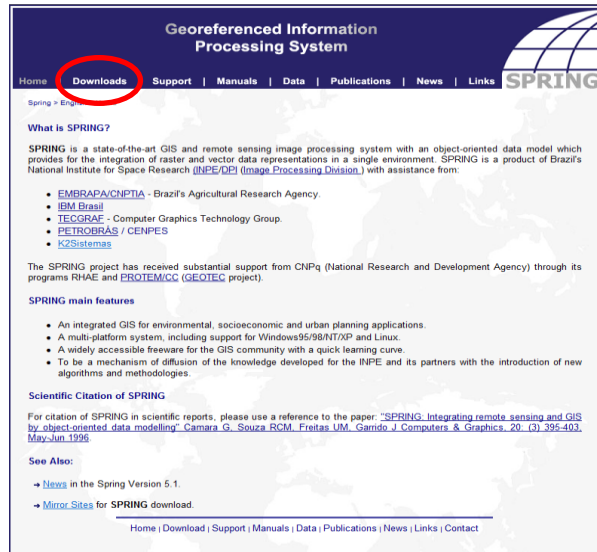 Georeferenced Information
Processing System
Home Downloads Support | Manuals | Data | Publications | News | Links SPRING
Spring >
What is SPRING?
SPRING is a state-of-the-art GIS and remote sensing image processing system with an object-oriented data model which
provides for the integration of raster and vector data representations in a single environment. SPRING is a product of Brazil's
National Institute for Space Research (INPE/DPI (Image Processing Division ) with assistance from:
• EMBRAPA/CNPTIA - Brazil's Agricultural Research Agency.
• IBM Brasil
• TECGRAF - Computer Graphics Technology Group.
• PETROBRÁS / CENPES
• K2Sistemas
The SPRING project has received substantial support from CNPq (National Research and Development Agency) through its
programs RHAE and PROTEM/CC (GEOTEC project).
SPRING main features
• An integrated GIS for environmental, socioeconomic and urban planning applications.
• A multi-platform system, including support for Windows95/98/NT/XP and Linux.
• A widely accessible freeware for the GIS community with a quick learning curve.
• To be a mechanism of diffusion of the knowledge developed for the INPE and its partners with the introduction of new
algorithms and methodologies.
Scientific Citation of SPRING
For citation of SPRING in scientific reports, please use a reference to the paper: "SPRING: Integrating remote sensing and GIS
by object-oriented data modelling" Camara G, Souza RCM, Freitas UM, Garrido J Computers & Graphics, 20: (3) 395-403,
May-Jun 1996.
See Also:
→ News in the Spring Version 5.1.
→ Mirror Sites for SPRING download.
Home | Download | Support | Manuals | Data | Publications | News | Links | Contact